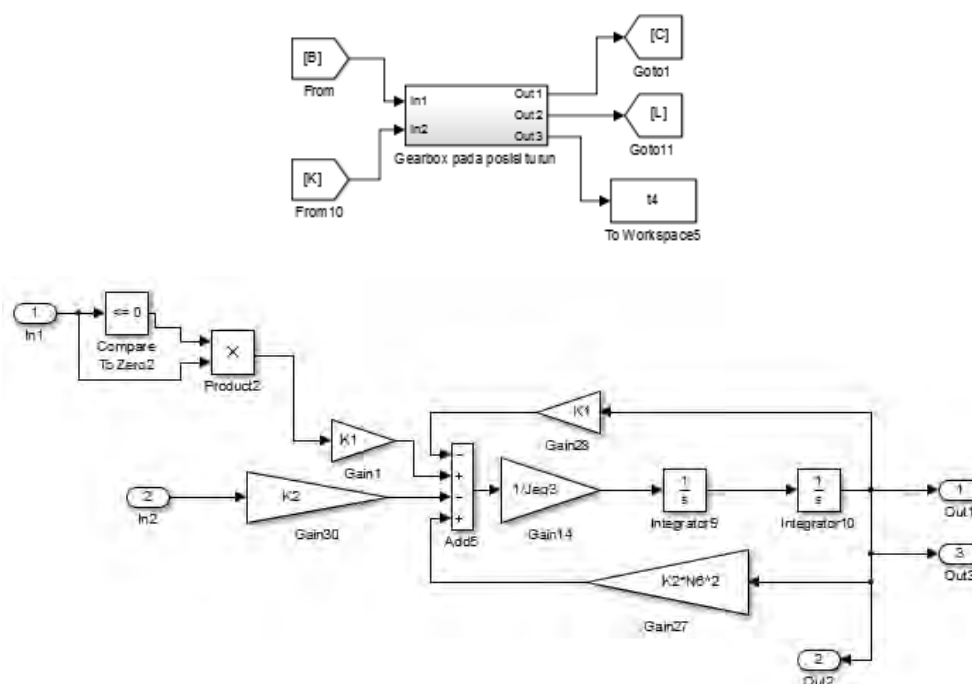 [B]
From
[K]
From10
In1
In2
Out1
Out2
Out3
Gearbox pada posisi turun
[C]
Goto1
[L]
Goto11
t4
To Workspace5
1
In1
<= 0
Compare
To Zero2
×
Product2
K1
Gain1
2
In2
K2
Gain30
K1
Gain28
−
+
−
+
Add5
1/Jeq3
Gain14
1
s
Integrator9
1
s
Integrator10
K2*N6^2
Gain27
1
Out1
3
Out3
2
Out2